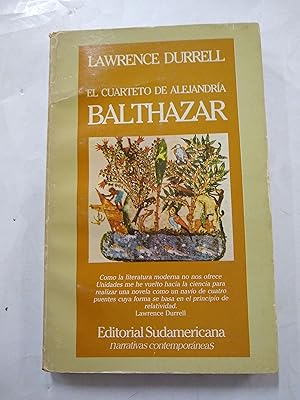 LAWRENCE DURRELL
EL CUARTETO DE ALEJANDRÍA
BALTHAZAR
Como la literatura moderna no nos ofrece
Unidades me he vuelto hacia la ciencia para
realizar una novela como un navío de cuatro
puentes cuya forma se basa en el principio de
relatividad.
Lawrence Durrell
Editorial Sudamericana
narrativas contemporáneas